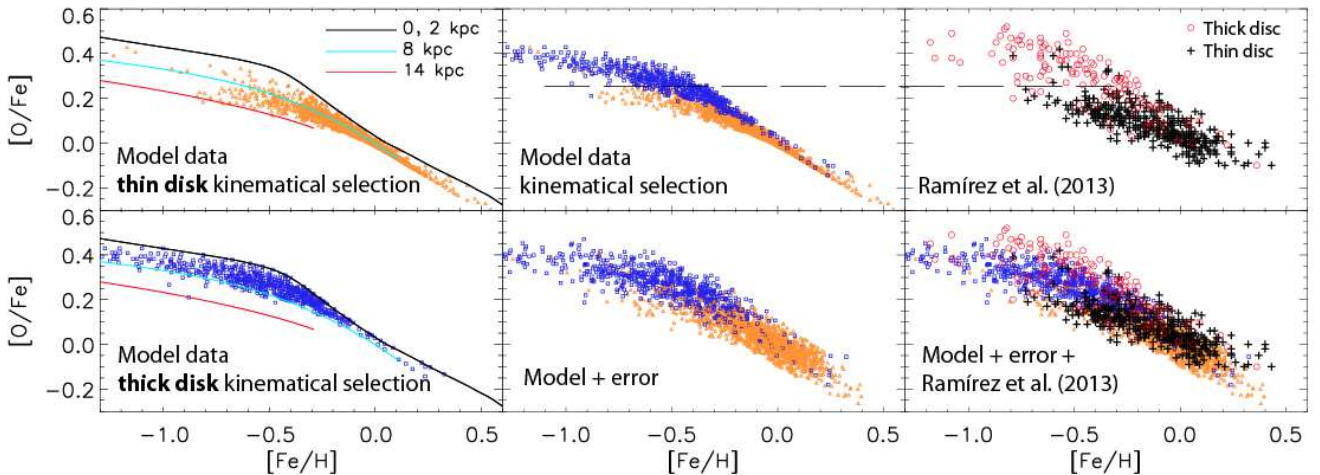 0.6
0.4
0.2
0.0
−0.2
[O/Fe]
0, 2 kpc
8 kpc
14 kpc
Model data
thin disk kinematical selection
Model data
kinematical selection
Thick disc
Thin disc
Ramírez et al. (2013)
0.6
0.4
0.2
0.0
−0.2
[O/Fe]
Model data
thick disk kinematical selection
Model + error
Model + error +
Ramírez et al. (2013)
−1.0 −0.5 0.0 0.5
−1.0 −0.5 0.0 0.5
−1.0 −0.5 0.0 0.5
[Fe/H]
[Fe/H]
[Fe/H]